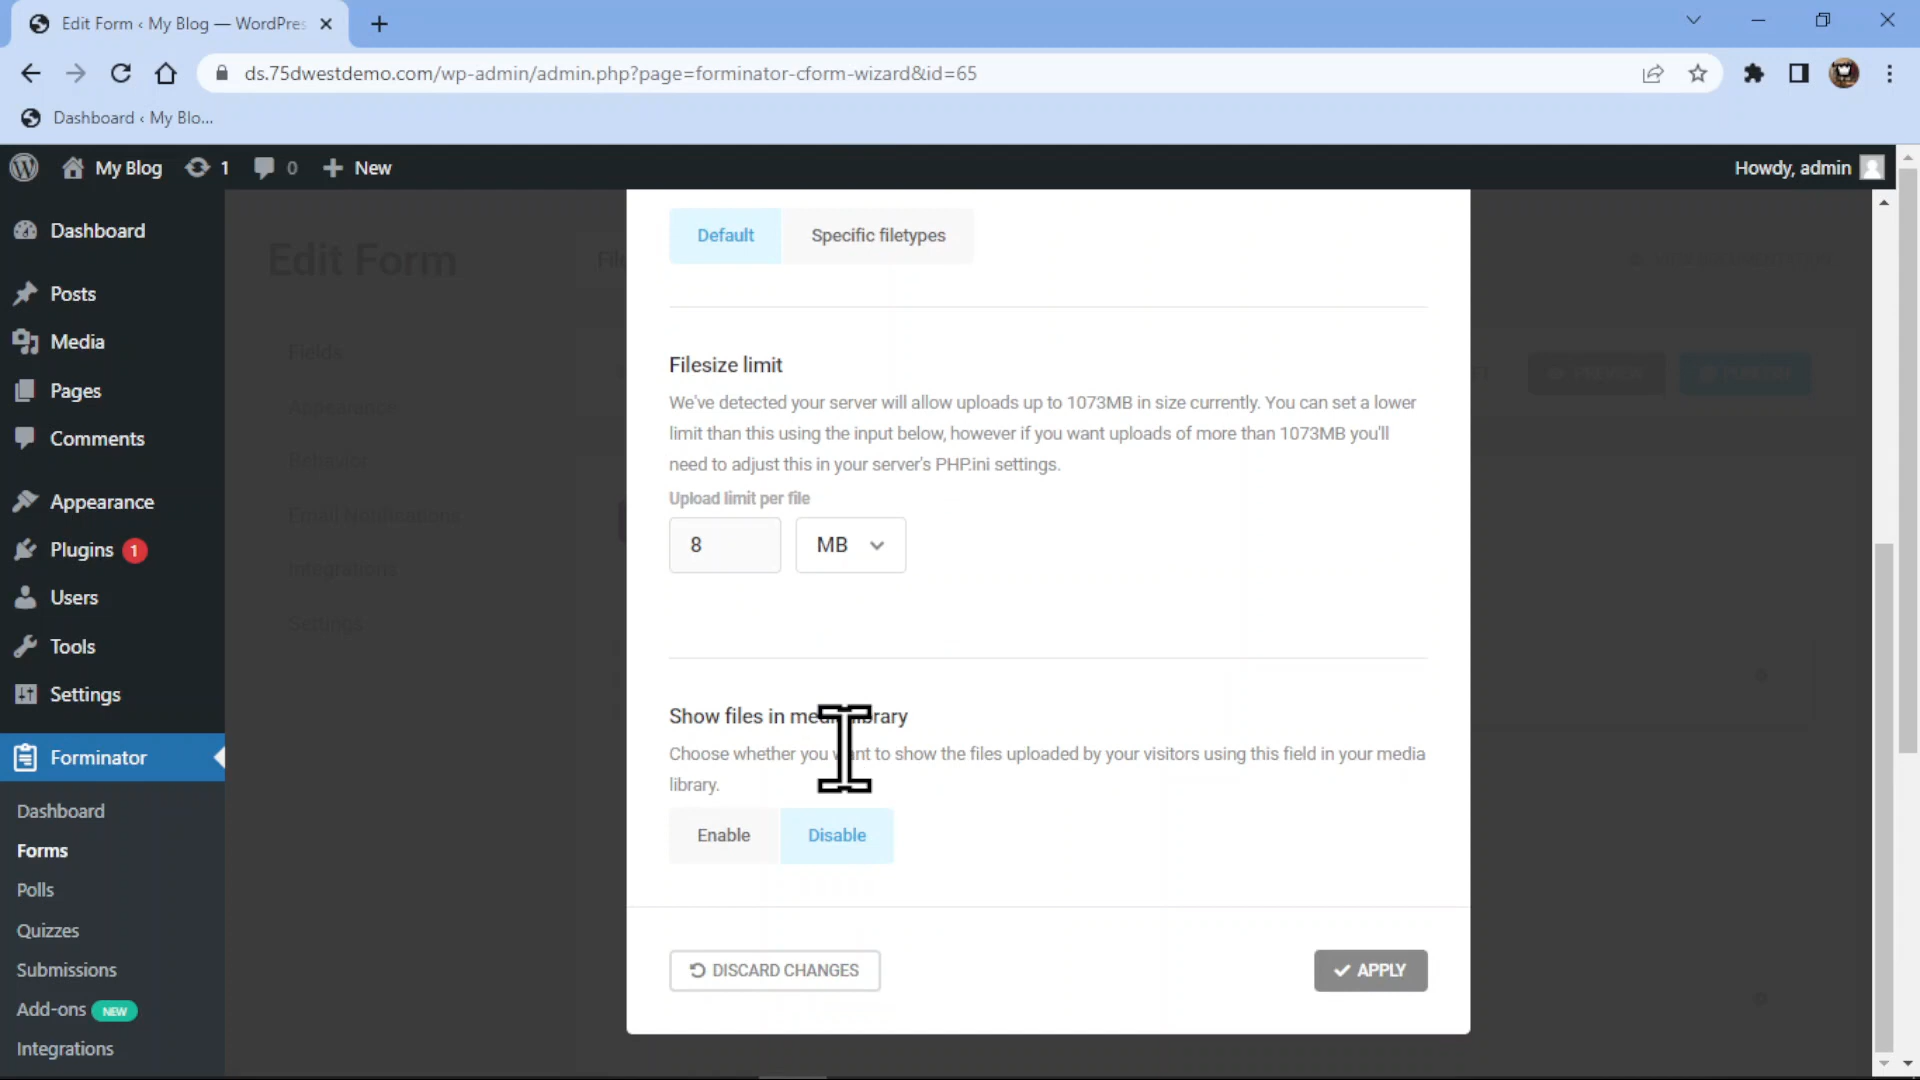 Edit Form ‹ My Blog — WordPres
ds.75dwestdemo.com/wp-admin/admin.php?page=forminator-cform-wizard&id=65
Dashboard ‹ My Blo...
My Blog 1 0 New
Howdy, admin
Dashboard
Posts
Media
Pages
Comments
Appearance
Plugins 1
Users
Tools
Settings
Forminator
Dashboard
Forms
Polls
Quizzes
Submissions
Add-ons NEW
Integrations
Edit Form
Fields
Appearance
Behavior
Email Notifications
Integrations
Settings
PREVIEW
PUBLISH
Default
Specific filetypes
Filesize limit
We've detected your server will allow uploads up to 1073MB in size currently. You can set a lower
limit than this using the input below, however if you want uploads of more than 1073MB you'll
need to adjust this in your server's PHP.ini settings.
Upload limit per file
8
MB
Show files in media library
Choose whether you want to show the files uploaded by your visitors using this field in your media
library.
Enable
Disable
DISCARD CHANGES
APPLY